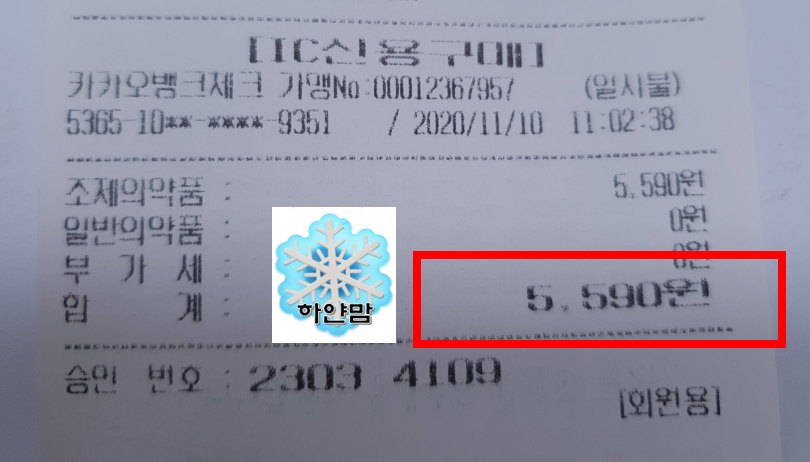 [IC신용구매]
카카오뱅크체크 가맹No:00012367957 (일시불)
5365-10**-****-9351 / 2020/11/10 11:02:38
조제의약품 : 5,590원
일반의약품 : 0원
부 가 세 : 0원
합 계 : 5,590원
하얀맘
승인 번호 : 2303 4109
[회원용]